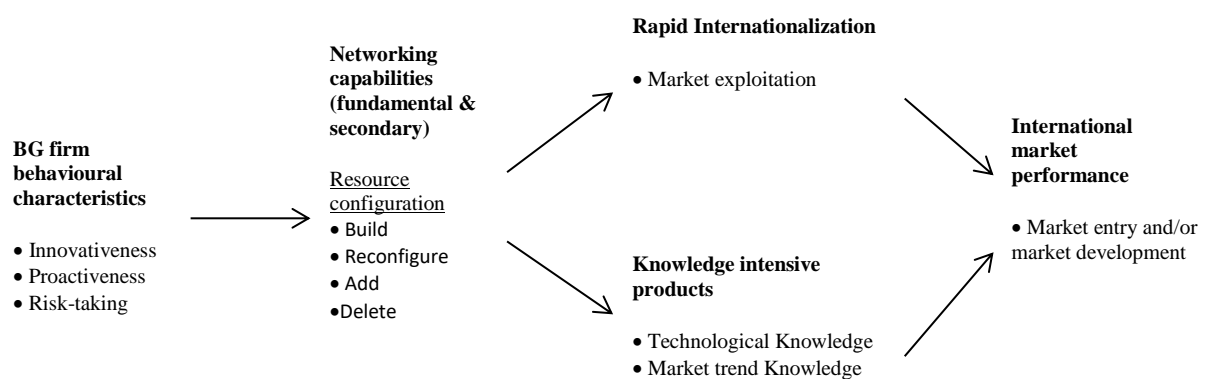 BG firm
behavioural
characteristics
• Innovativeness
• Proactiveness
• Risk-taking
Networking
capabilities
(fundamental &
secondary)
Resource
configuration
• Build
• Reconfigure
• Add
•Delete
Rapid Internationalization
• Market exploitation
Knowledge intensive
products
• Technological Knowledge
• Market trend Knowledge
International
market
performance
• Market entry and/or
market development